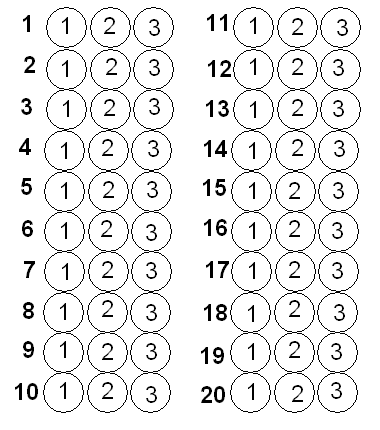 1 1 2 3 11 1 2 3
2 1 2 3 12 1 2 3
3 1 2 3 13 1 2 3
4 1 2 3 14 1 2 3
5 1 2 3 15 1 2 3
6 1 2 3 16 1 2 3
7 1 2 3 17 1 2 3
8 1 2 3 18 1 2 3
9 1 2 3 19 1 2 3
10 1 2 3 20 1 2 3